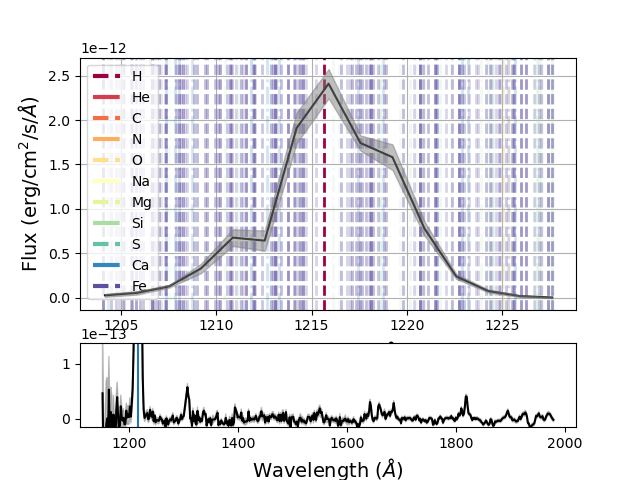 1e−12
2.5
2.0
1.5
1.0
0.5
0.0
Flux (erg/cm²/s/Å)
H
He
C
N
O
Na
Mg
Si
S
Ca
Fe
1205 1210 1215 1220 1225
1e−13
1
0
1200 1400 1600 1800 2000
Wavelength (Å)